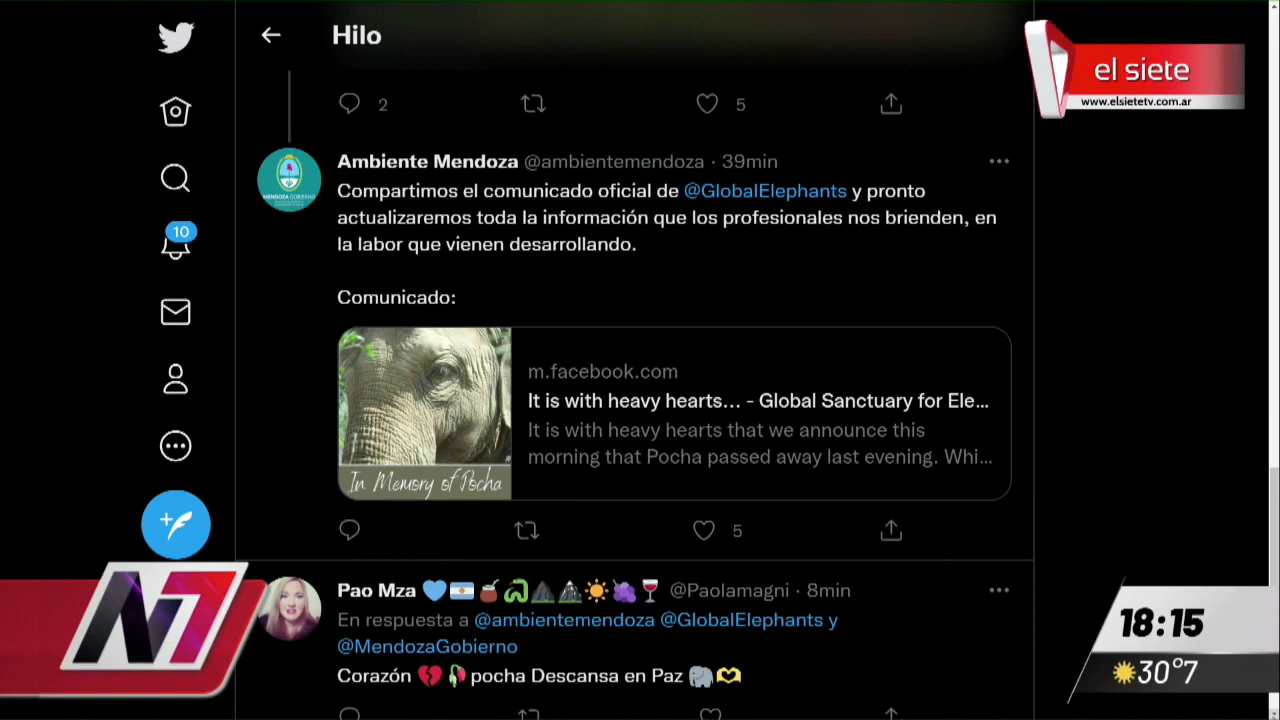 Hilo
el siete
www.elsietetv.com.ar
2
5
Ambiente Mendoza @ambientemendoza · 39min
MENDOZA GOBIERNO
Compartimos el comunicado oficial de @GlobalElephants y pronto
actualizaremos toda la información que los profesionales nos brienden, en
la labor que vienen desarrollando.
10
Comunicado:
m.facebook.com
It is with heavy hearts... - Global Sanctuary for Ele...
It is with heavy hearts that we announce this
morning that Pocha passed away last evening. Whi...
In Memory of Pocha
5
Pao Mza 💙🇦🇷🧉🐍⛰️🏔️☀️🍇🍷 @Paolamagni · 8min
En respuesta a @ambientemendoza @GlobalElephants y
@MendozaGobierno
Corazón 💔🥀 pocha Descansa en Paz 🐘🫶
N7
18:15
30°7